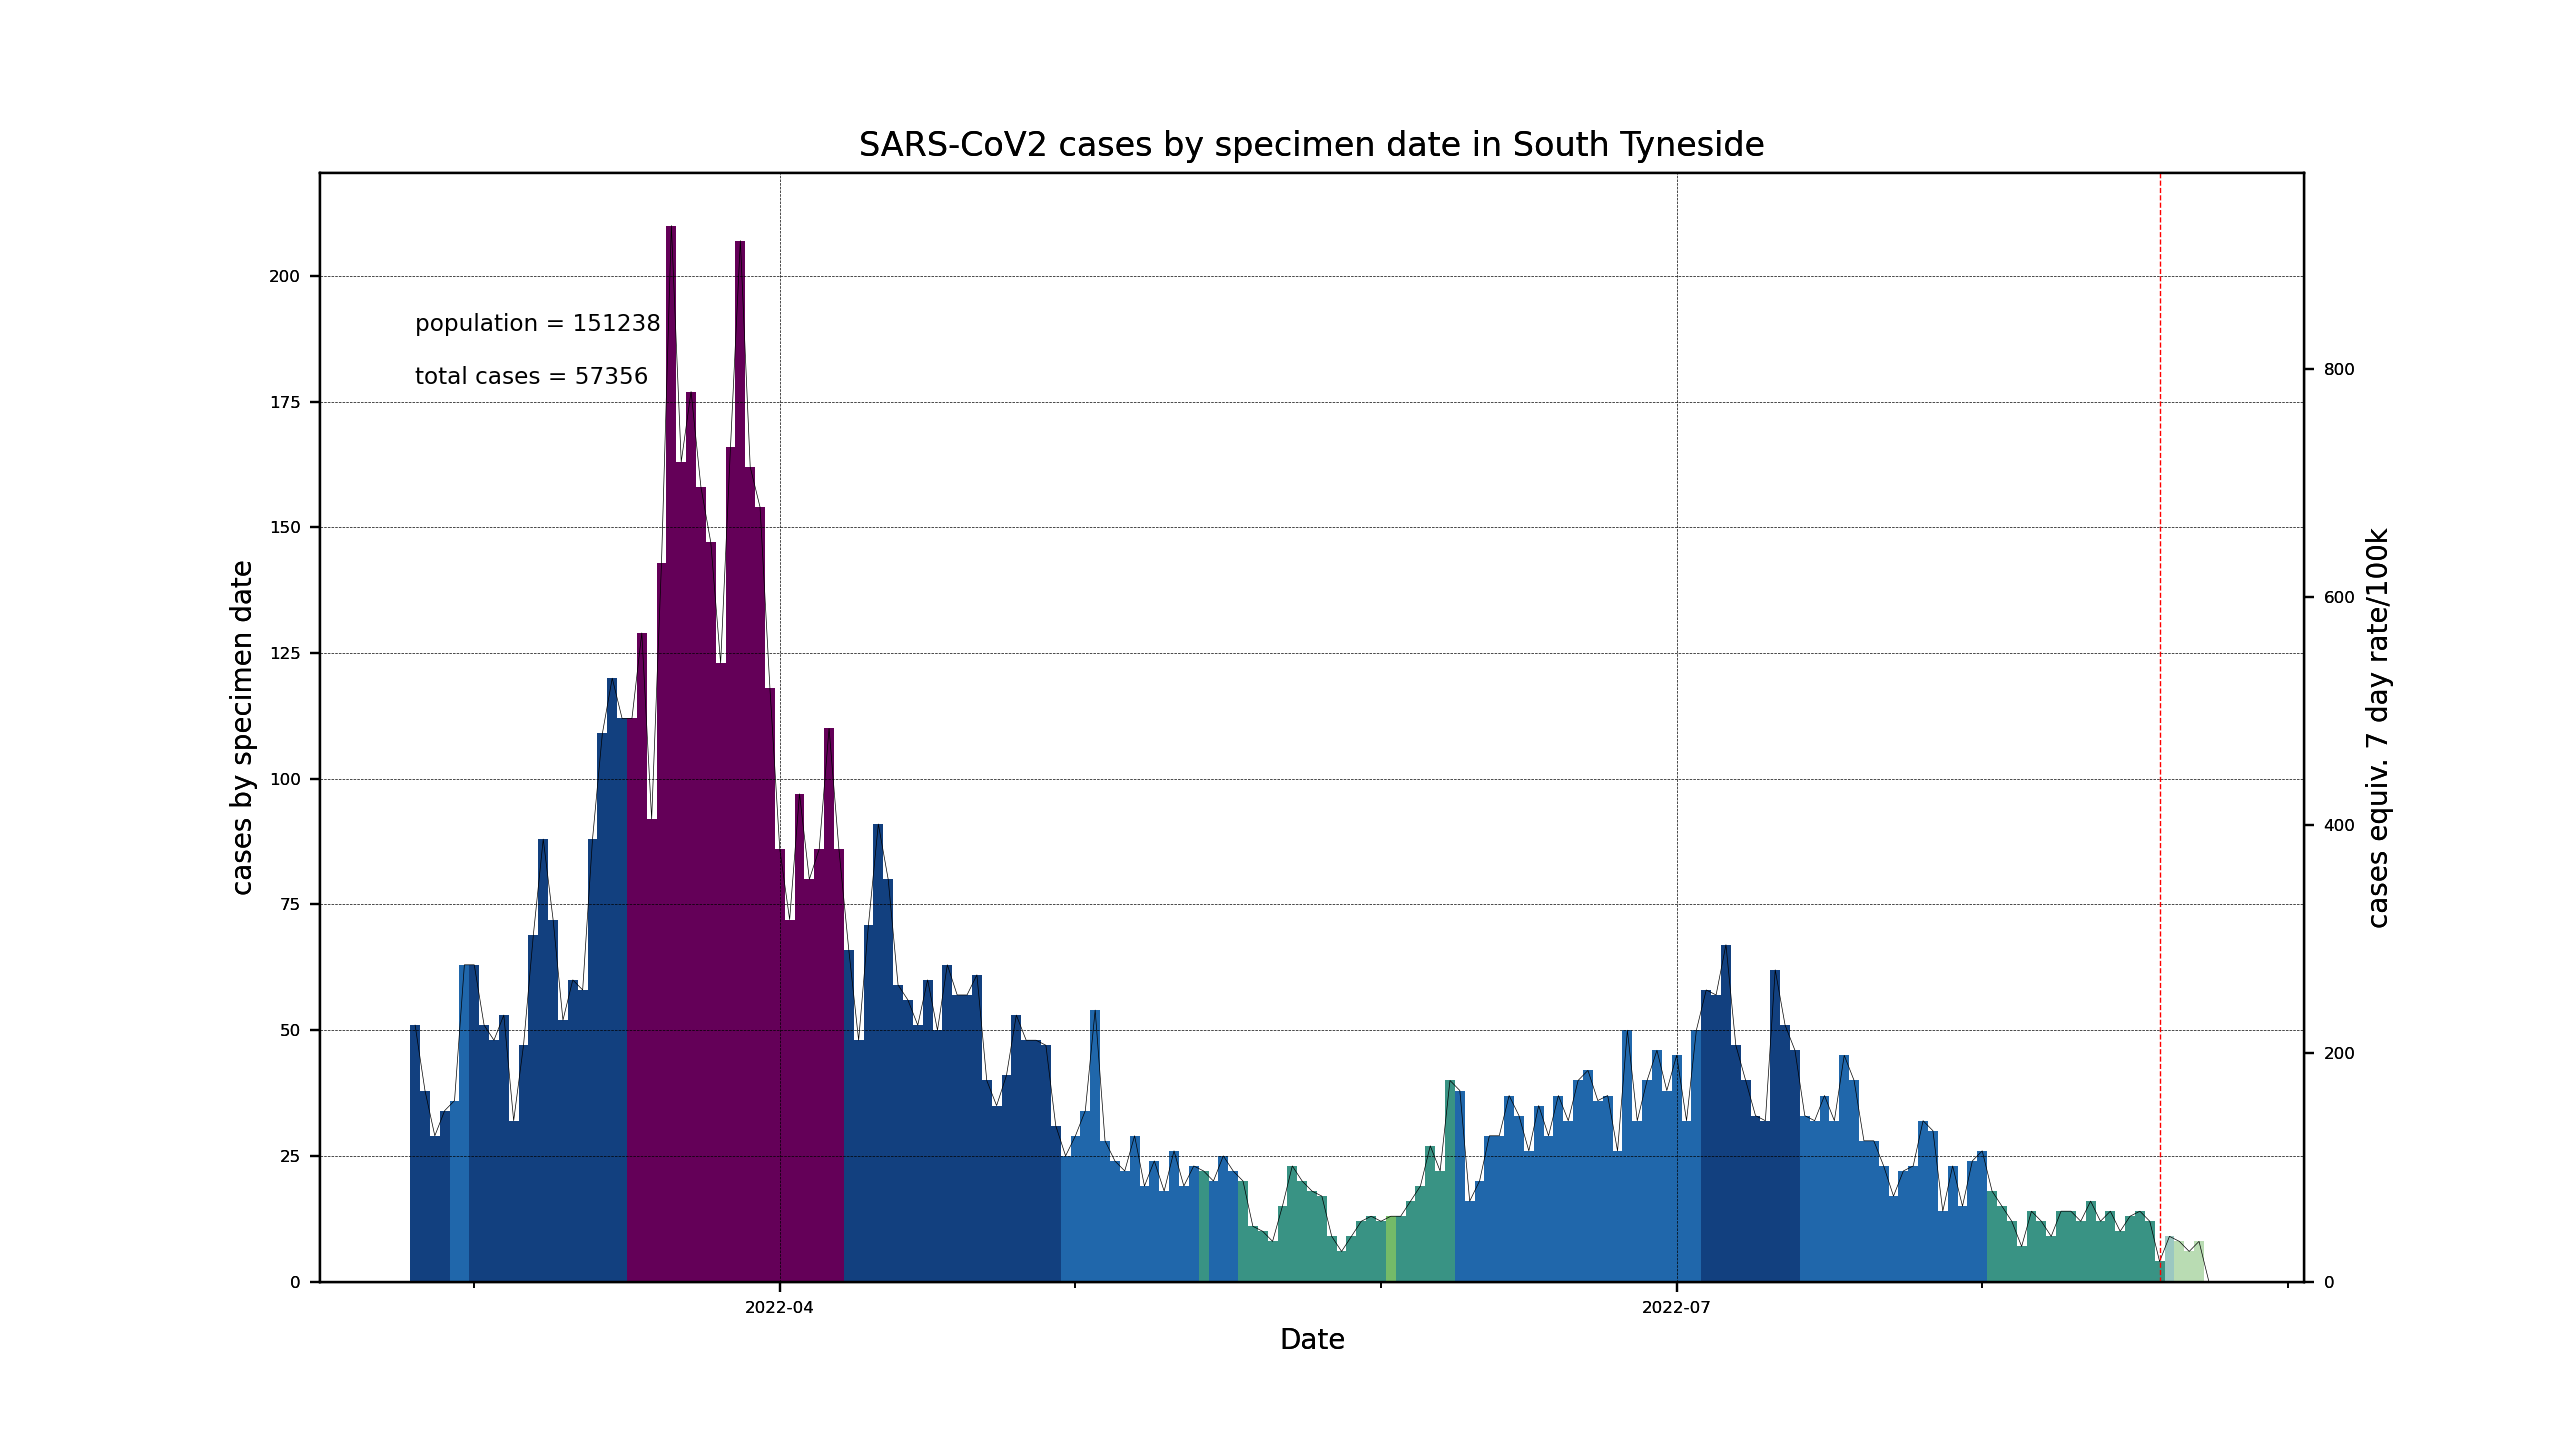 SARS-CoV2 cases by specimen date in South Tyneside
population = 151238
total cases = 57356
cases by specimen date
200
175
150
125
100
75
50
25
0
800
600
400
200
0
cases equiv. 7 day rate/100k
2022-04
2022-07
Date